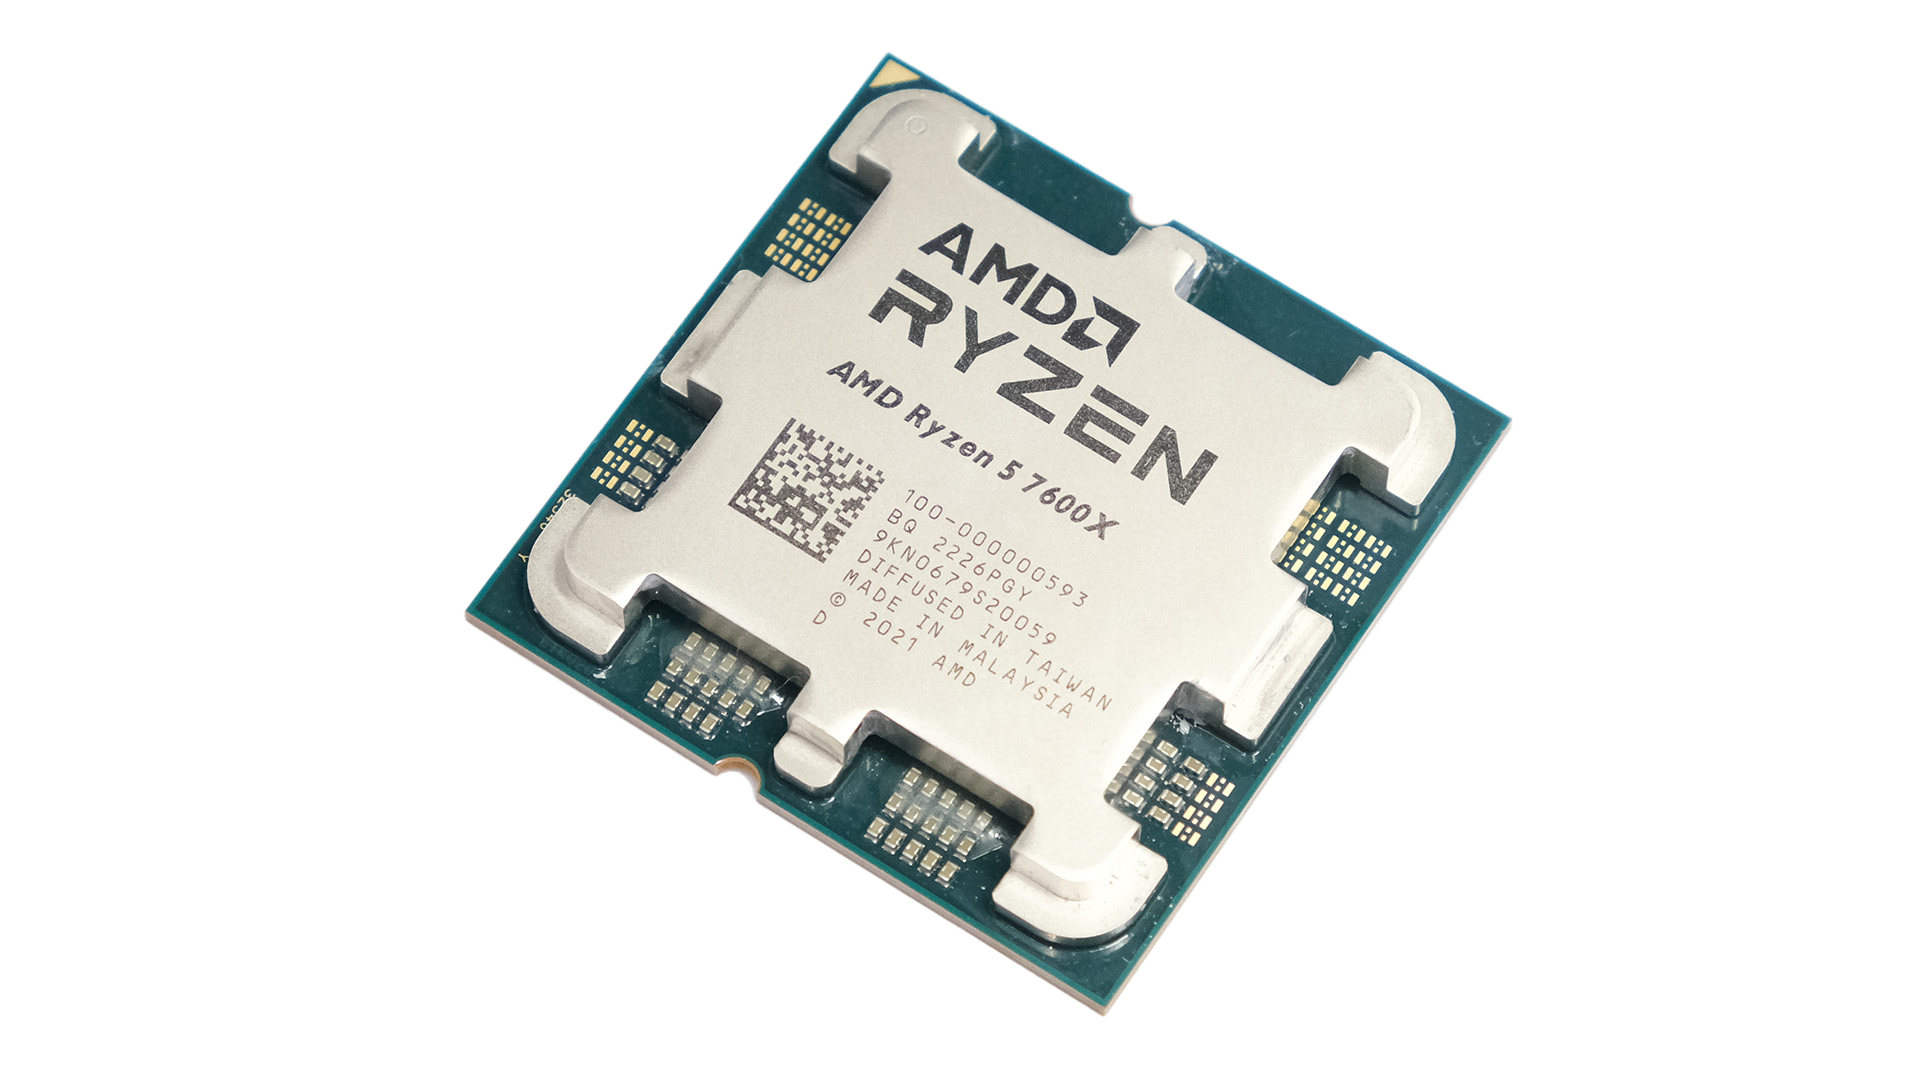 AMD
RYZEN
AMD Ryzen 5 7600X
100-000000593
BQ 2226PGY
9KN0679S20059
DIFFUSED IN TAIWAN
MADE IN MALAYSIA
© 2021 AMD
D